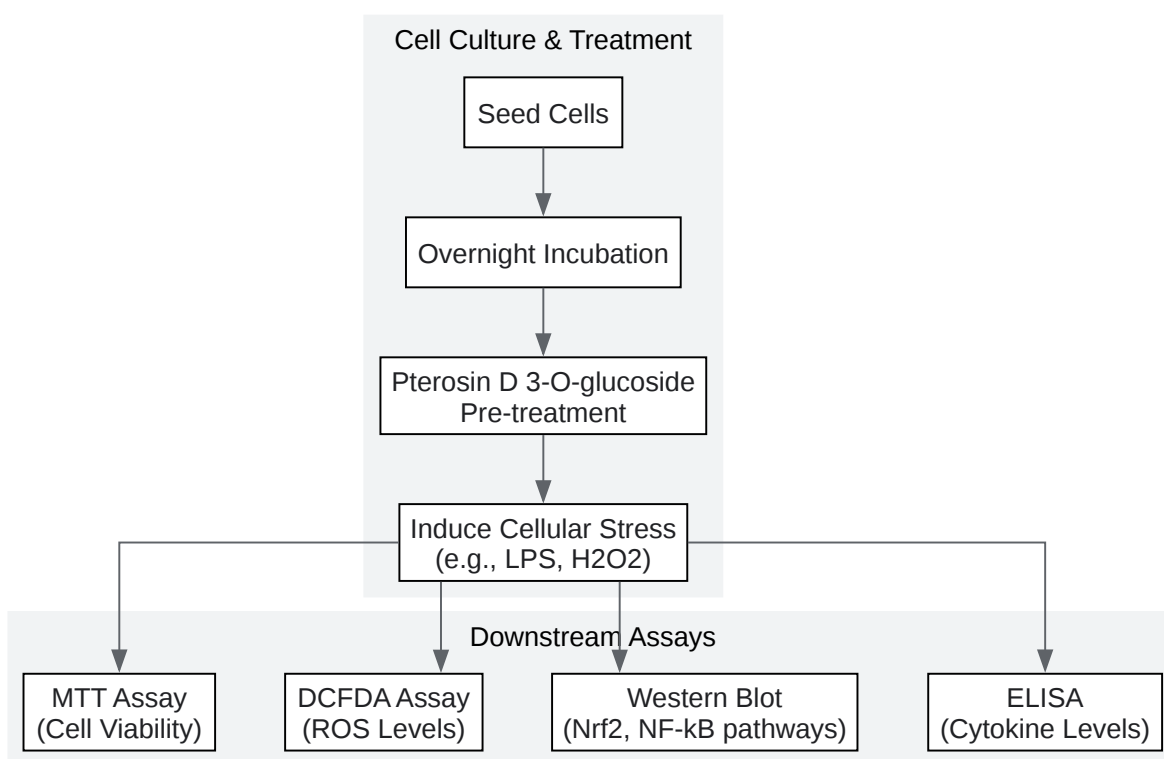 Cell Culture & Treatment
Seed Cells
Overnight Incubation
Pterosin D 3-O-glucoside
Pre-treatment
Induce Cellular Stress
(e.g., LPS, H2O2)
Downstream Assays
MTT Assay
(Cell Viability)
DCFDA Assay
(ROS Levels)
Western Blot
(Nrf2, NF-kB pathways)
ELISA
(Cytokine Levels)